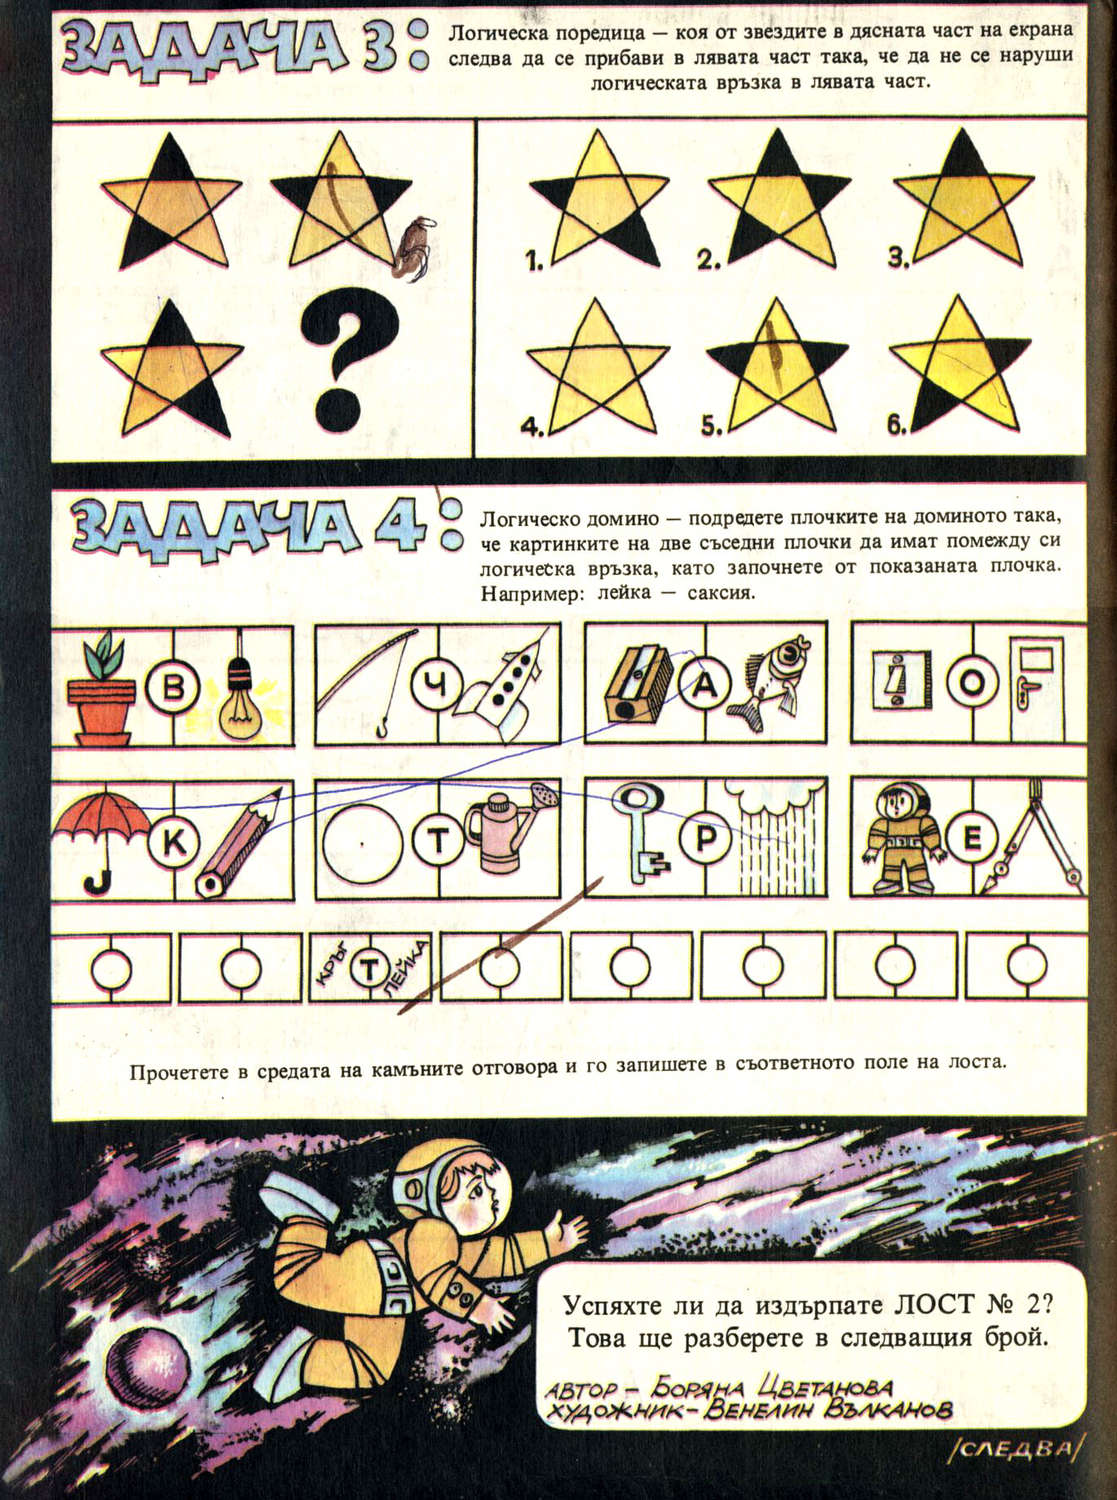 ЗАДАЧА 3:
Логическа поредица — коя от звездите в дясната част на екрана
следва да се прибави в лявата част така, че да не се наруши
логическата връзка в лявата част.
1.
2.
3.
?
4.
5.
6.
ЗАДАЧА 4:
Логическо домино — подредете плочките на доминото така,
че картинките на две съседни плочки да имат помежду си
логическа връзка, като започнете от показаната плочка.
Например: лейка — саксия.
В
Ч
А
О
К
Т
Р
Е
КРЪГ Т ЛЕЙКА
Прочетете в средата на камъните отговора и го запишете в съответното поле на лоста.
Успяхте ли да издърпате ЛОСТ № 2?
Това ще разберете в следващия брой.
АВТОР – БОРЯНА ЦВЕТАНОВА
ХУДОЖНИК – ВЕНЕЛИН ВЪЛКАНОВ
/СЛЕДВА/